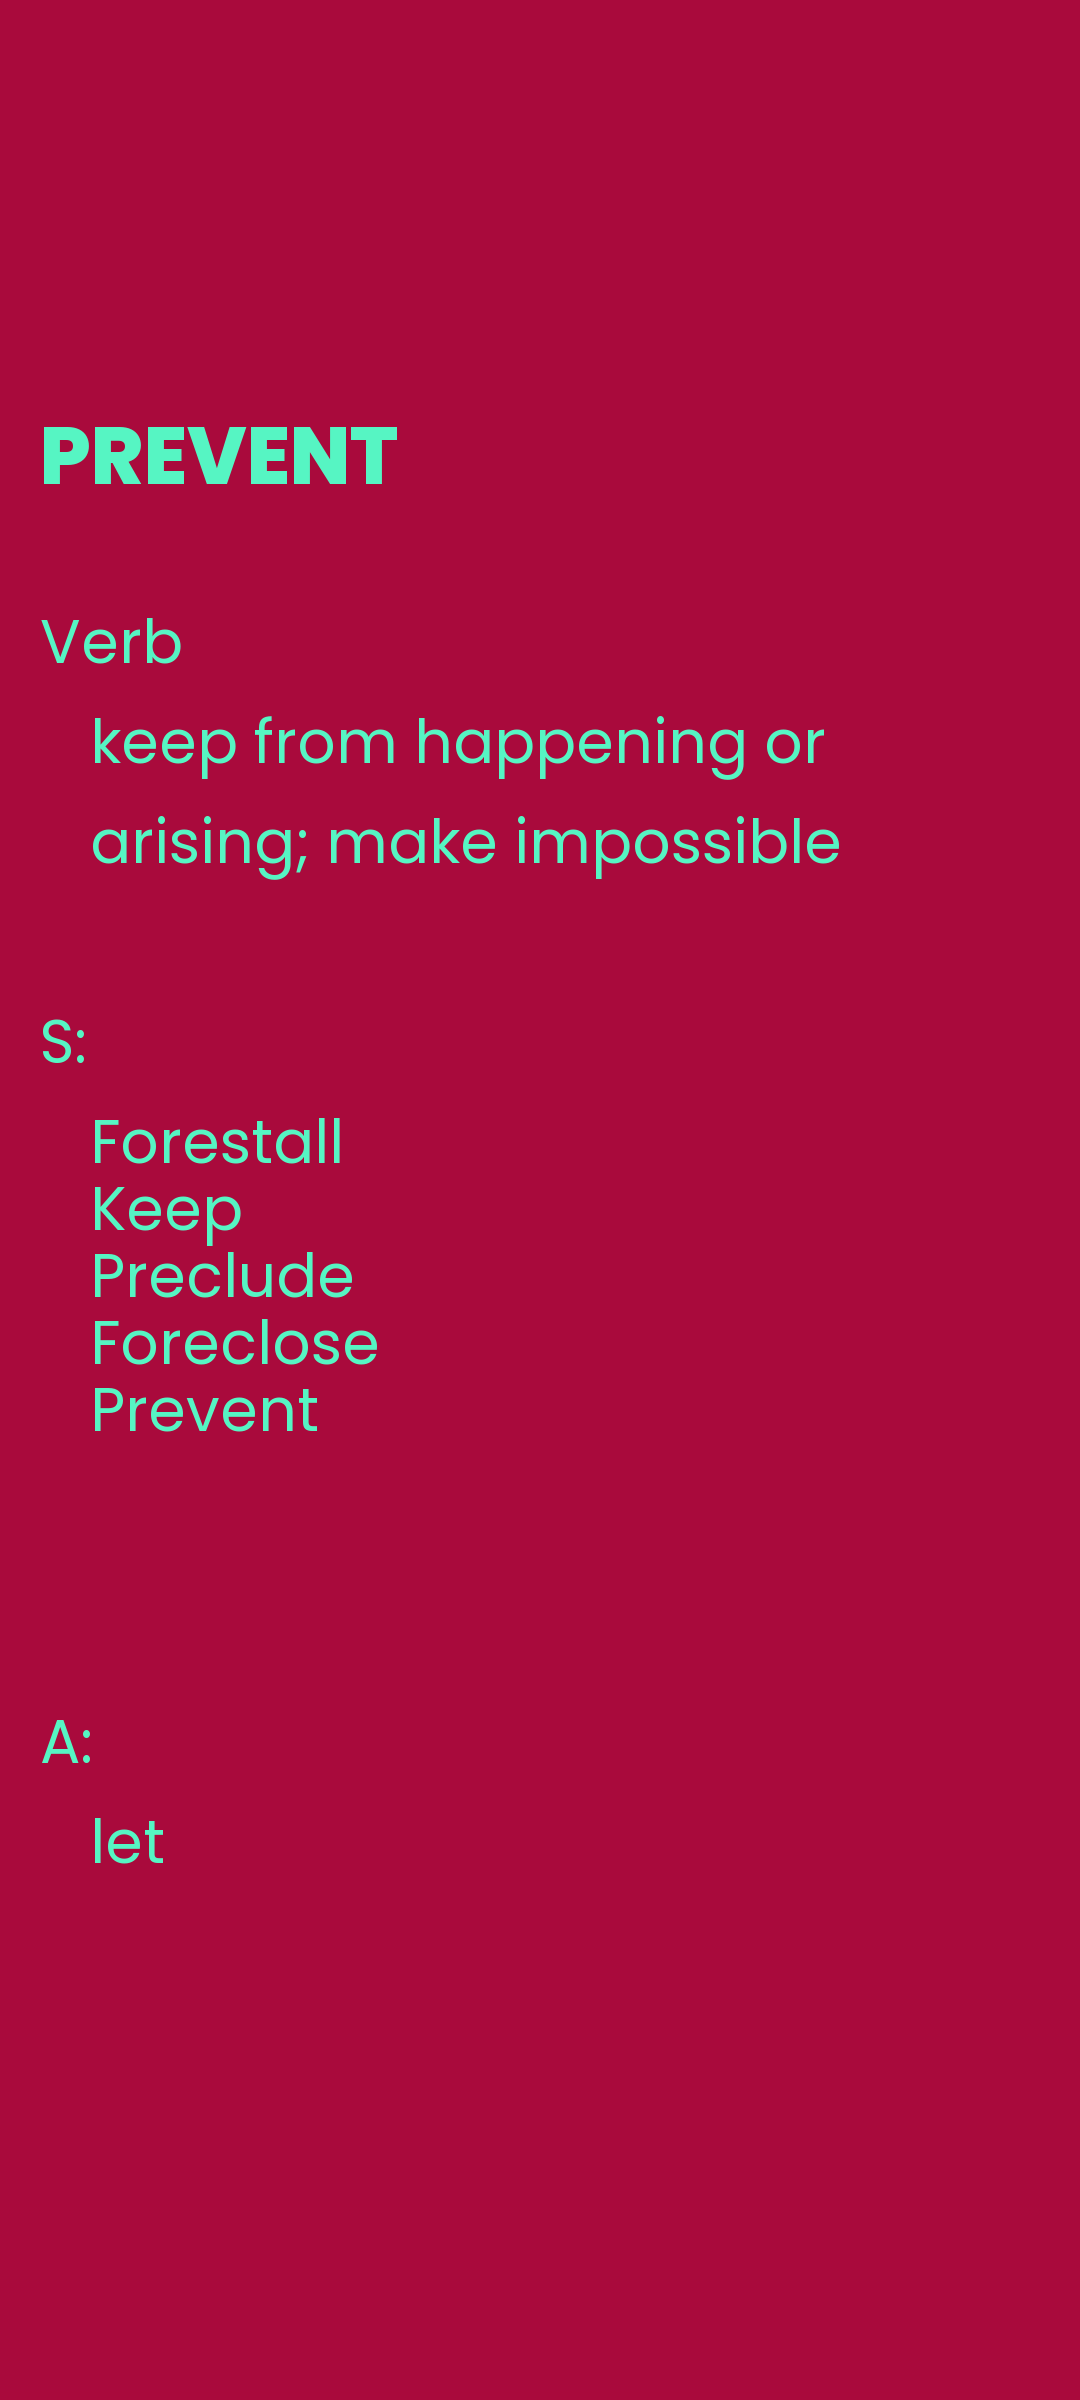 PREVENT
Verb
keep from happening or
arising; make impossible
S:
Forestall
Keep
Preclude
Foreclose
Prevent
A:
let